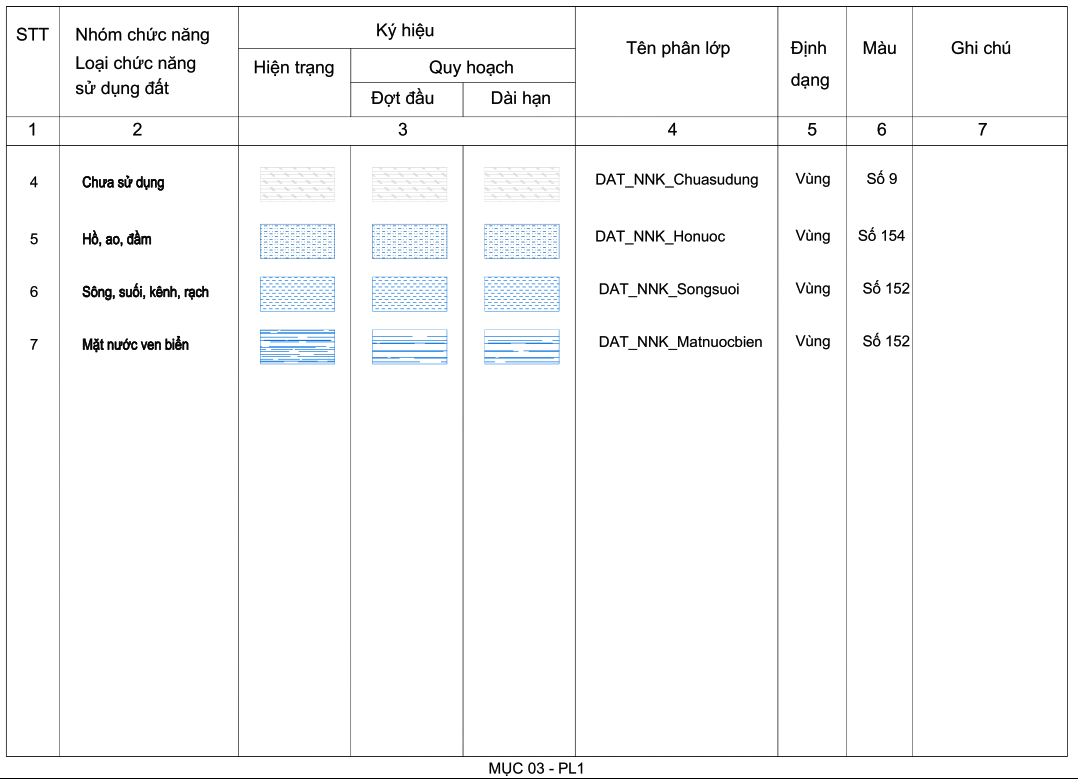 STT Nhóm chức năng Ký hiệu Tên phân lớp Định Màu Ghi chú
Loại chức năng Hiện trạng Quy hoạch dạng
sử dụng đất Đợt đầu Dài hạn
1 2 3 4 5 6 7
4 Chưa sử dụng DAT_NNK_Chuasudung Vùng Số 9
5 Hồ, ao, đầm DAT_NNK_Honuoc Vùng Số 154
6 Sông, suối, kênh, rạch DAT_NNK_Songsuoi Vùng Số 152
7 Mặt nước ven biển DAT_NNK_Matnuocbien Vùng Số 152
MỤC 03 - PL1